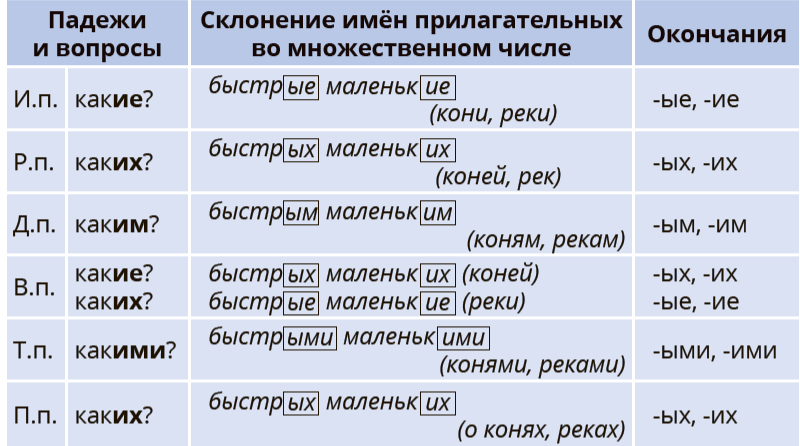 Падежи и вопросы
Склонение имён прилагательных во множественном числе
Окончания
И.п. какие? быстрые маленькие
(кони, реки) -ые, -ие
Р.п. каких? быстрых маленьких
(коней, рек) -ых, -их
Д.п. каким? быстрым маленьким
(коням, рекам) -ым, -им
В.п. какие? быстрых маленьких (коней) -ых, -их
каких? быстрые маленькие (реки) -ые, -ие
Т.п. какими? быстрыми маленькими
(конями, реками) -ыми, -ими
П.п. каких? быстрых маленьких
(о конях, реках) -ых, -их